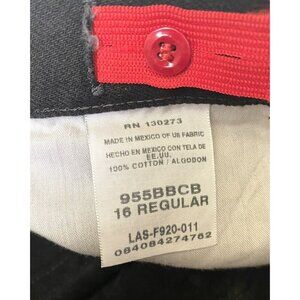 RN 130273
MADE IN MEXICO OF US FABRIC
HECHO EN MEXICO CON TELA DE
EE.UU.
100% COTTON / ALGODON
955BBCB
16 REGULAR
LAS-F920-011
084084274762